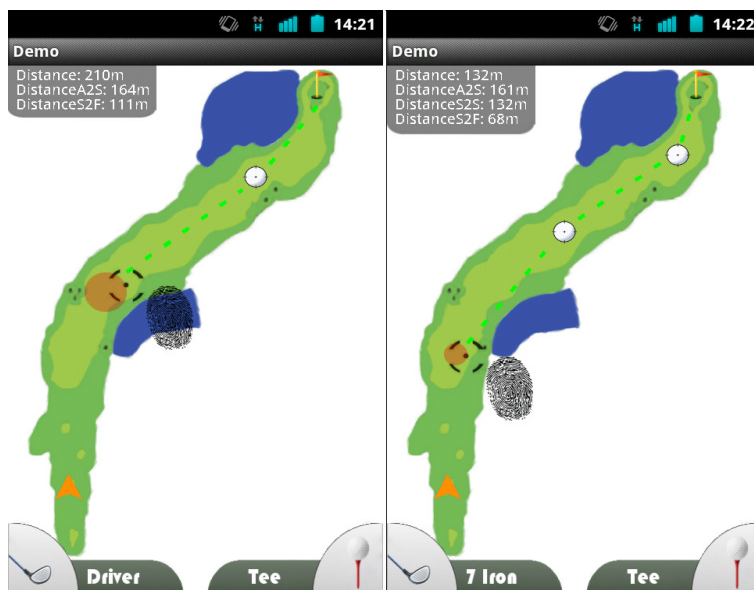 H 14:21
Demo
Distance: 210m
DistanceA2S: 164m
DistanceS2F: 111m
Driver
Tee
H 14:22
Demo
Distance: 132m
DistanceA2S: 161m
DistanceS2S: 132m
DistanceS2F: 68m
7 Iron
Tee